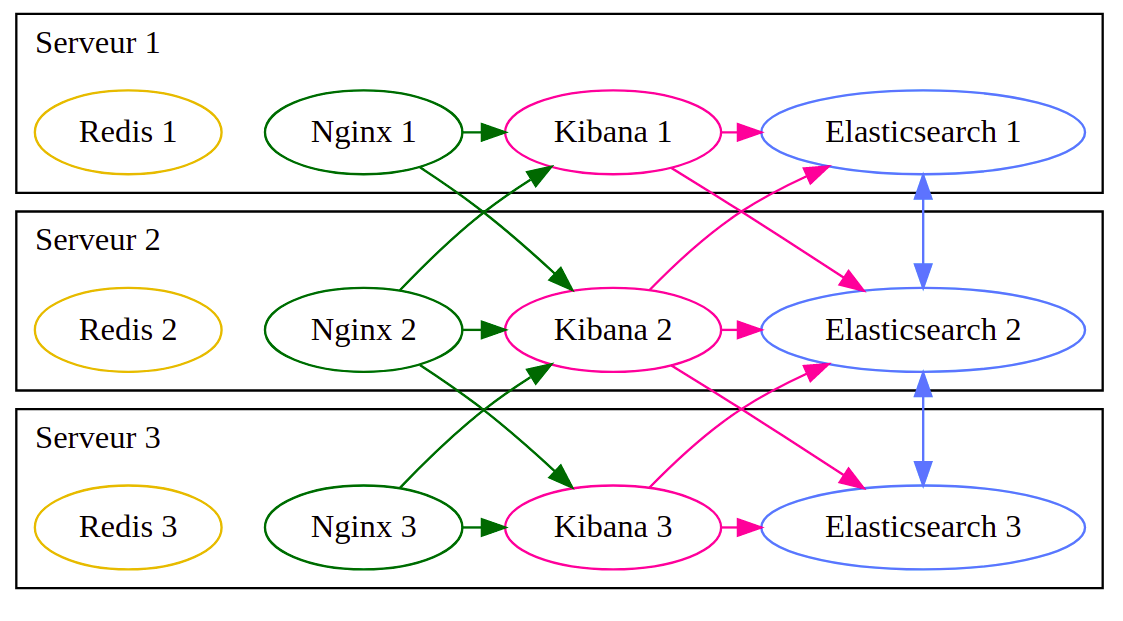 Serveur 1
Redis 1
Nginx 1
Kibana 1
Elasticsearch 1
Serveur 2
Redis 2
Nginx 2
Kibana 2
Elasticsearch 2
Serveur 3
Redis 3
Nginx 3
Kibana 3
Elasticsearch 3